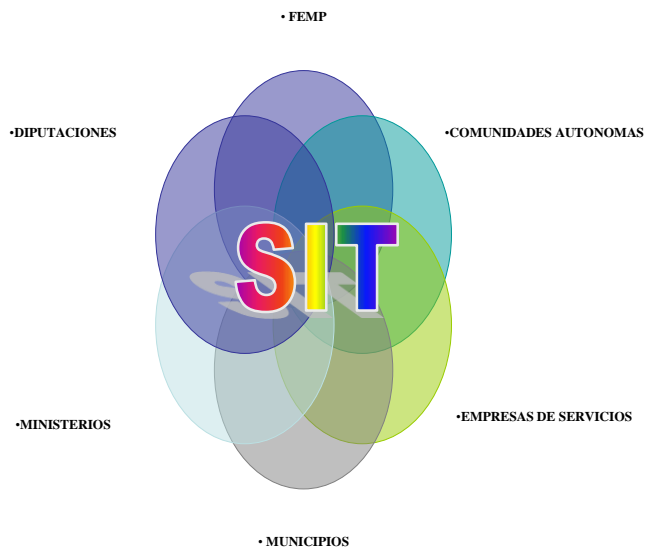 • FEMP
•DIPUTACIONES
•COMUNIDADES AUTONOMAS
SIT
•MINISTERIOS
•EMPRESAS DE SERVICIOS
• MUNICIPIOS